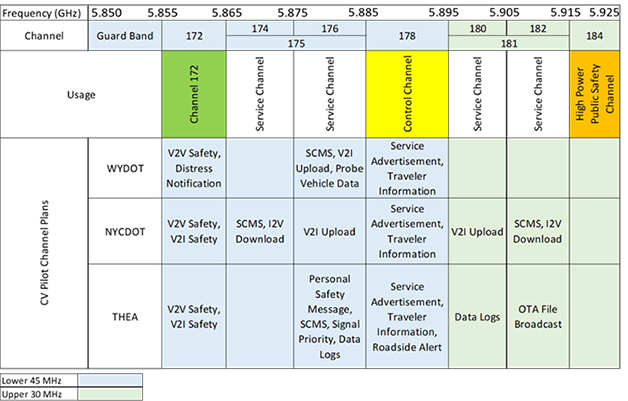 Frequency (GHz) 5.850 5.855 5.865 5.875 5.885 5.895 5.905 5.915 5.925
Channel Guard Band 172 174 176 178 180 182 184
175 181
Usage
Channel 172
Service Channel
Service Channel
Control Channel
Service Channel
Service Channel
High Power
Public Safety
Channel
CV Pilot Channel Plans
WYDOT
V2V Safety,
Distress
Notification
SCMS, V2I
Upload, Probe
Vehicle Data
Service
Advertisement,
Traveler
Information
NYCDOT
V2V Safety,
V2I Safety
SCMS, I2V
Download
V2I Upload
Service
Advertisement,
Traveler
Information
V2I Upload
SCMS, I2V
Download
THEA
V2V Safety,
V2I Safety
Personal
Safety
Message,
SCMS, Signal
Priority, Data
Logs
Service
Advertisement,
Traveler
Information,
Roadside Alert
Data Logs
OTA File
Broadcast
Lower 45 MHz
Upper 30 MHz